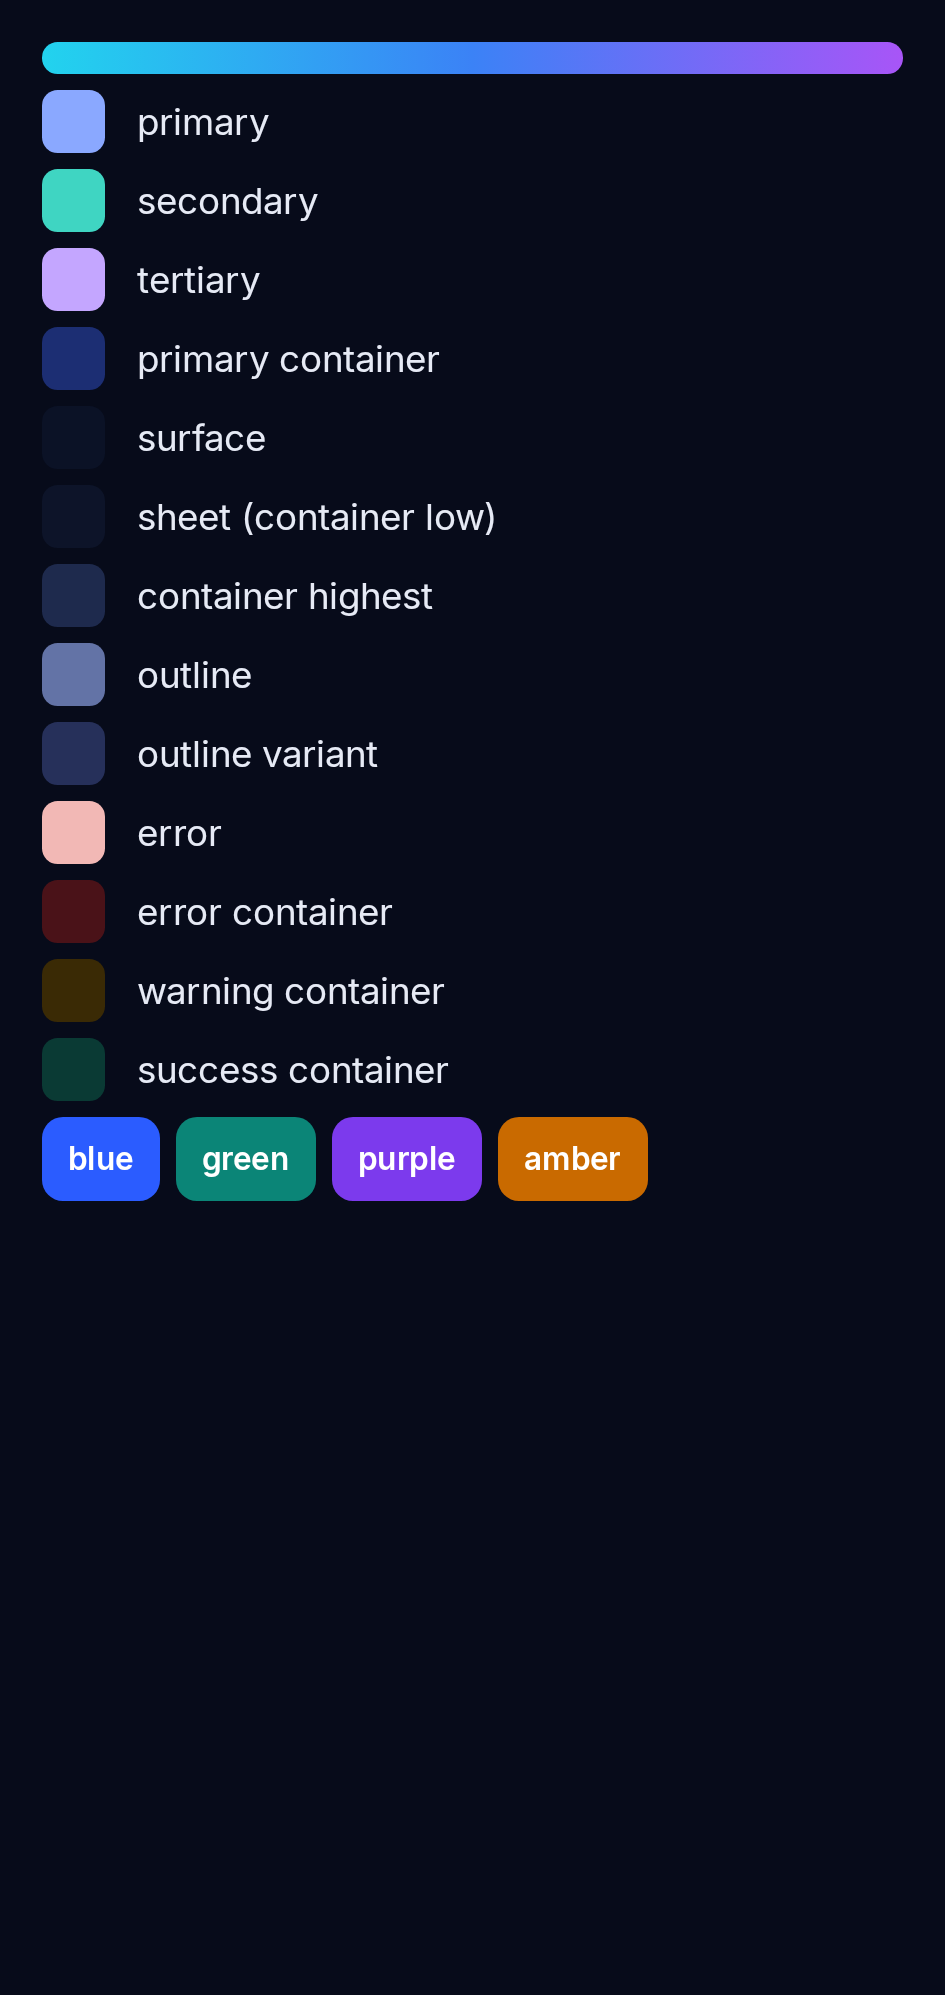 primary
secondary
tertiary
primary container
surface
sheet (container low)
container highest
outline
outline variant
error
error container
warning container
success container
blue green purple amber